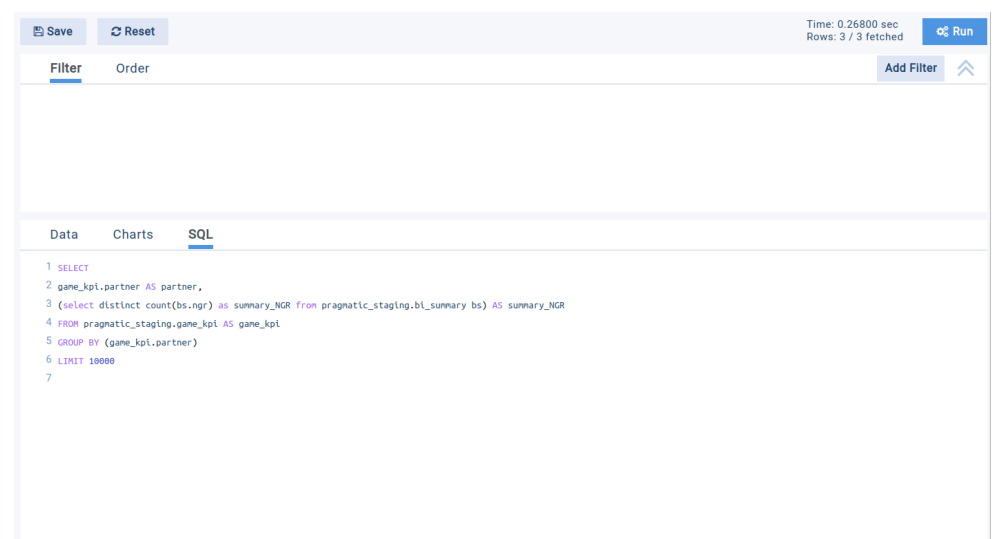 Save Reset Time: 0.26800 sec
Rows: 3 / 3 fetched Run
Filter Order Add Filter
Data Charts SQL
1 SELECT
2 game_kpi.partner AS partner,
3 (select distinct count(bs.ngr) as summary_NGR from pragmatic_staging.bi_summary bs) AS summary_NGR
4 FROM pragmatic_staging.game_kpi AS game_kpi
5 GROUP BY (game_kpi.partner)
6 LIMIT 10000
7